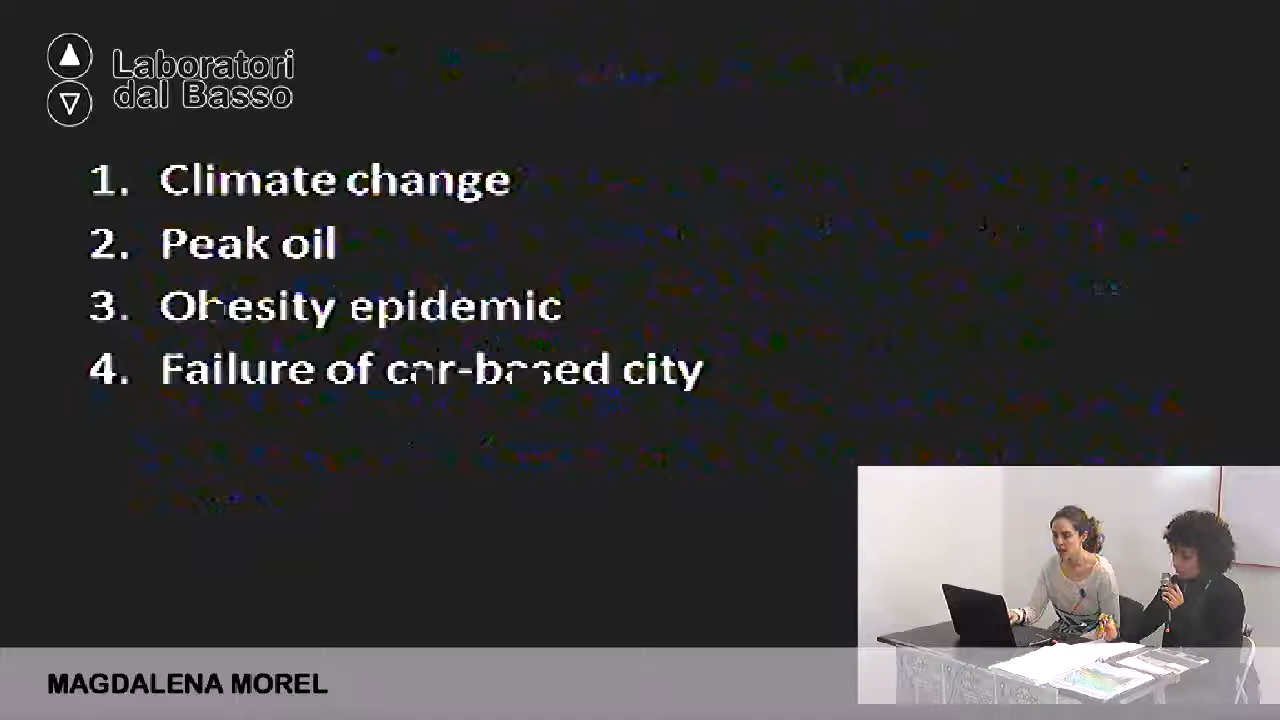 Laboratori
dal Basso
1. Climate change
2. Peak oil
3. Obesity epidemic
4. Failure of car-based city
MAGDALENA MOREL